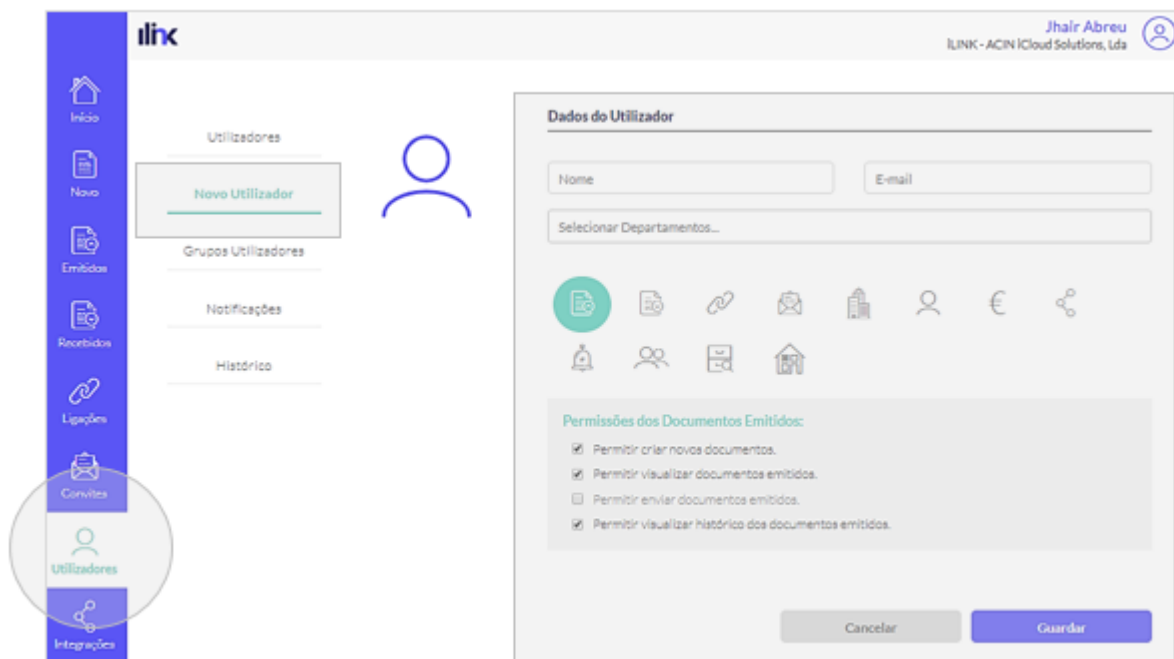 ilink
Jhair Abreu
iLINK - ACIN iCloud Solutions, Lda
Início
Novo
Emitidos
Recebidos
Ligações
Convites
Utilizadores
Integrações
Utilizadores
Novo Utilizador
Grupos Utilizadores
Notificações
Histórico
Dados do Utilizador
Nome
E-mail
Selecionar Departamentos...
Permissões dos Documentos Emitidos:
Permitir criar novos documentos.
Permitir visualizar documentos emitidos.
Permitir enviar documentos emitidos.
Permitir visualizar histórico dos documentos emitidos.
Cancelar
Guardar